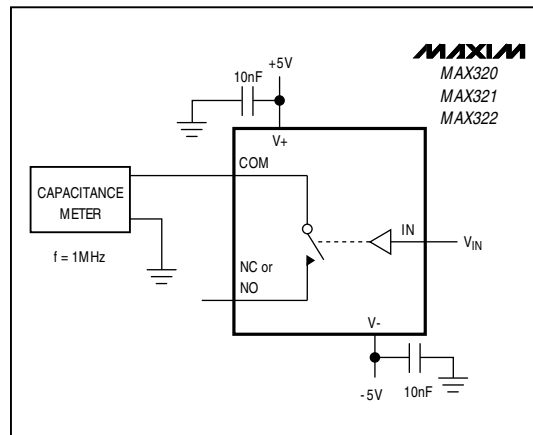 MAXIM
MAX320
MAX321
MAX322
+5V
10nF
V+
COM
CAPACITANCE
METER
f = 1MHz
IN
VIN
NC or
NO
V-
-5V
10nF